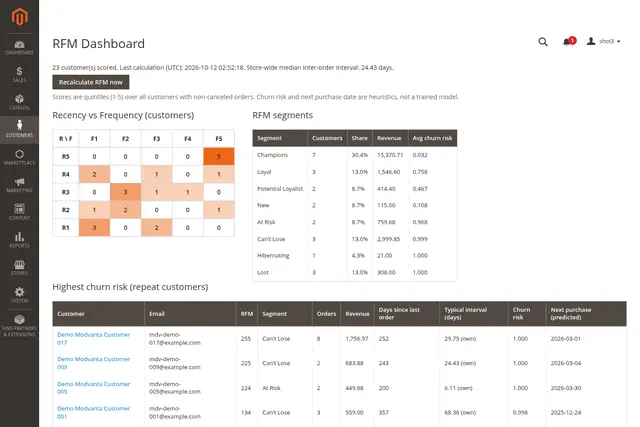 RFM Dashboard
1
shot3
DASHBOARD
SALES
CATALOG
CUSTOMERS
MARKETPLACE
MARKETING
CONTENT
REPORTS
STORES
SYSTEM
FIND PARTNERS
& EXTENSIONS
23 customer(s) scored. Last calculation (UTC): 2026-10-12 02:52:18. Store-wide median inter-order interval: 24.43 days.
Recalculate RFM now
Scores are quintiles (1-5) over all customers with non-canceled orders. Churn risk and next purchase date are heuristics, not a trained model.
Recency vs Frequency (customers)
R \ F F1 F2 F3 F4 F5
R5 0 0 0 0 5
R4 2 0 1 0 1
R3 0 3 1 1 0
R2 1 2 0 0 1
R1 3 0 2 0 0
RFM segments
Segment Customers Share Revenue Avg churn risk
Champions 7 30.4% 15,370.71 0.032
Loyal 3 13.0% 1,546.60 0.758
Potential Loyalist 2 8.7% 414.40 0.467
New 2 8.7% 115.00 0.108
At Risk 2 8.7% 759.68 0.968
Can't Lose 3 13.0% 2,999.85 0.999
Hibernating 1 4.3% 21.00 1.000
Lost 3 13.0% 308.00 1.000
Highest churn risk (repeat customers)
Customer Email RFM Segment Orders Revenue Days since last order Typical interval (days) Churn risk Next purchase (predicted)
Demo Modvanta Customer 017 mdv-demo-017@example.com 255 Can't Lose 8 1,756.97 252 29.75 (own) 1.000 2026-03-01
Demo Modvanta Customer 009 mdv-demo-009@example.com 225 Can't Lose 2 683.88 243 24.43 (own) 1.000 2026-03-04
Demo Modvanta Customer 005 mdv-demo-005@example.com 224 At Risk 2 449.68 200 6.11 (own) 1.000 2026-03-30
Demo Modvanta Customer 001 mdv-demo-001@example.com 134 Can't Lose 3 559.00 357 68.36 (own) 0.998 2025-12-24